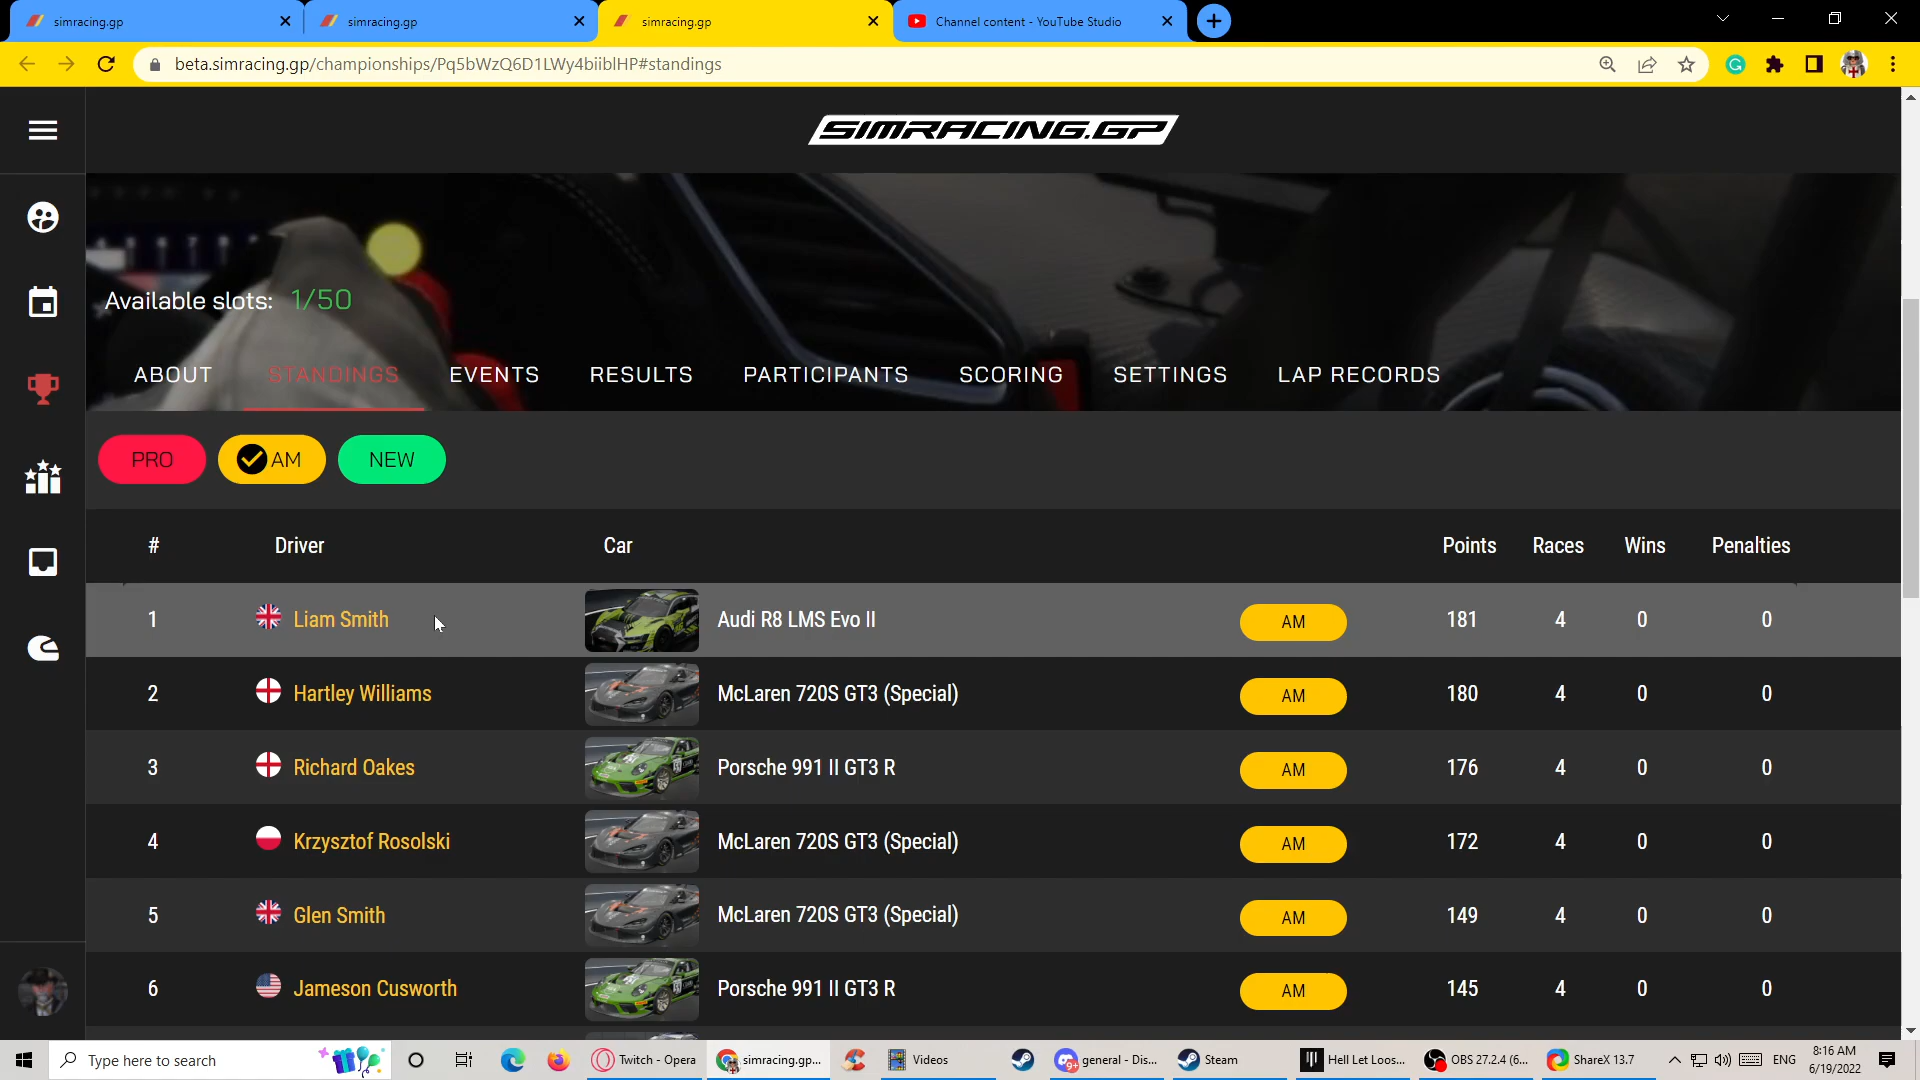 simracing.gp
simracing.gp
simracing.gp
Channel content - YouTube Studio
beta.simracing.gp/championships/Pq5bWzQ6D1LWy4biiblHP#standings
SIMRACING.GP
Available slots: 1/50
ABOUT STANDINGS EVENTS RESULTS PARTICIPANTS SCORING SETTINGS LAP RECORDS
PRO AM NEW
# Driver Car Points Races Wins Penalties
1 Liam Smith Audi R8 LMS Evo II AM 181 4 0 0
2 Hartley Williams McLaren 720S GT3 (Special) AM 180 4 0 0
3 Richard Oakes Porsche 991 II GT3 R AM 176 4 0 0
4 Krzysztof Rosolski McLaren 720S GT3 (Special) AM 172 4 0 0
5 Glen Smith McLaren 720S GT3 (Special) AM 149 4 0 0
6 Jameson Cusworth Porsche 991 II GT3 R AM 145 4 0 0
Type here to search
Twitch - Opera
simracing.gp...
Videos
general - Dis...
Steam
Hell Let Loos...
OBS 27.2.4 (6...
ShareX 13.7
ENG
8:16 AM
6/19/2022